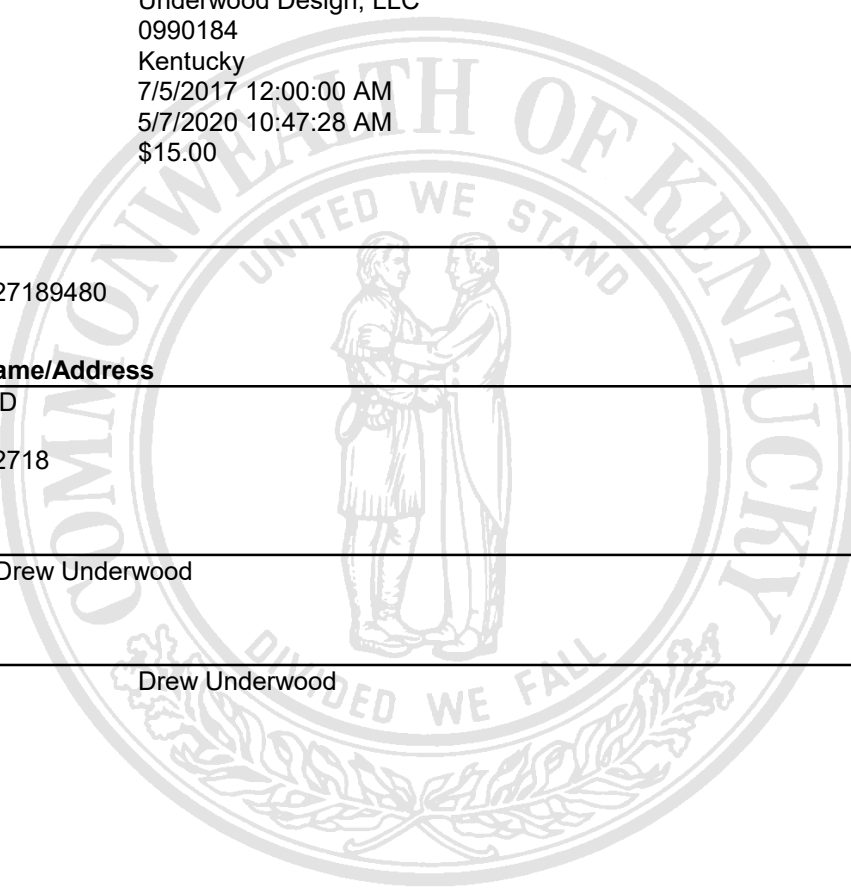 Underwood Design, LLC
0990184
Kentucky
7/5/2017 12:00:00 AM
5/7/2020 10:47:28 AM
$15.00
COMMONWEALTH OF KENTUCKY
UNITED WE STAND
27189480
ame/Address
D
2718
Drew Underwood
Drew Underwood
DIVIDED WE FALL